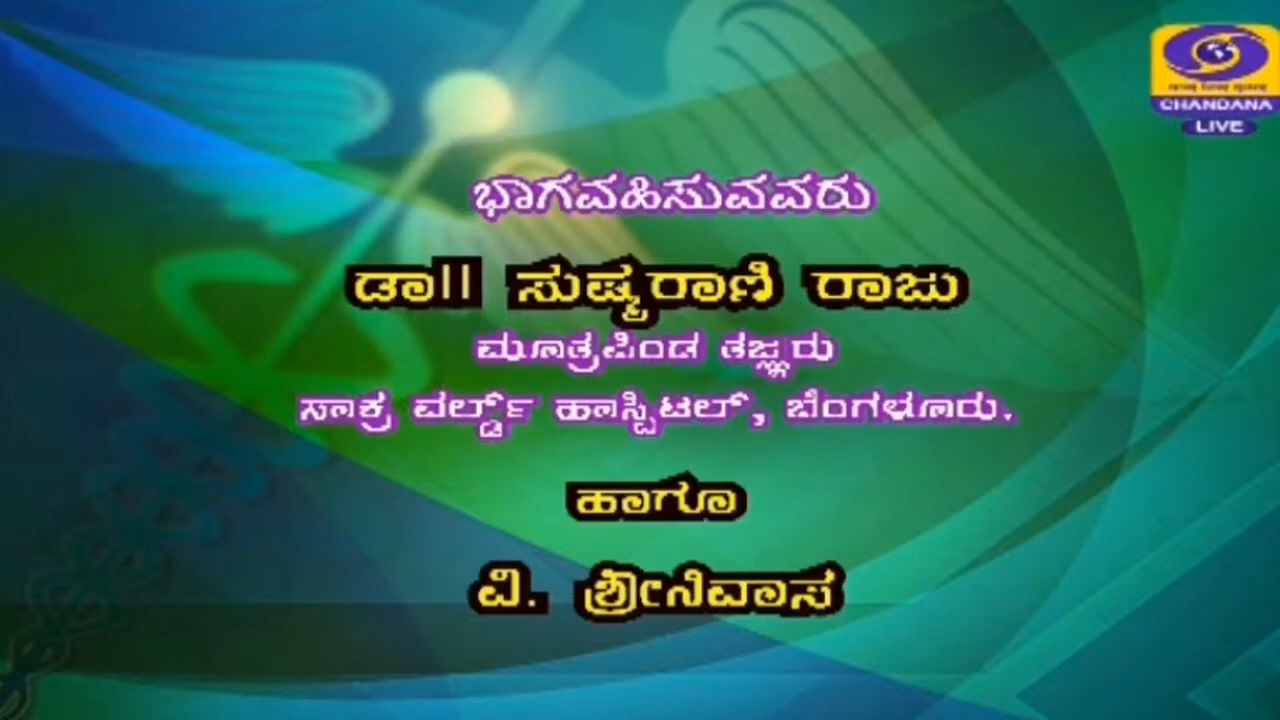 CHANDANA
LIVE
ಭಾಗವಹಿಸುವವರು
ಡಾ|| ಸುಷ್ಮರಾಣಿ ರಾಜು
ಮೂತ್ರಪಿಂಡ ತಜ್ಞರು
ಸಾಕ್ರ ವರ್ಲ್ಡ್ ಹಾಸ್ಪಿಟಲ್, ಬೆಂಗಳೂರು.
ಹಾಗೂ
ವಿ. ಶ್ರೀನಿವಾಸ